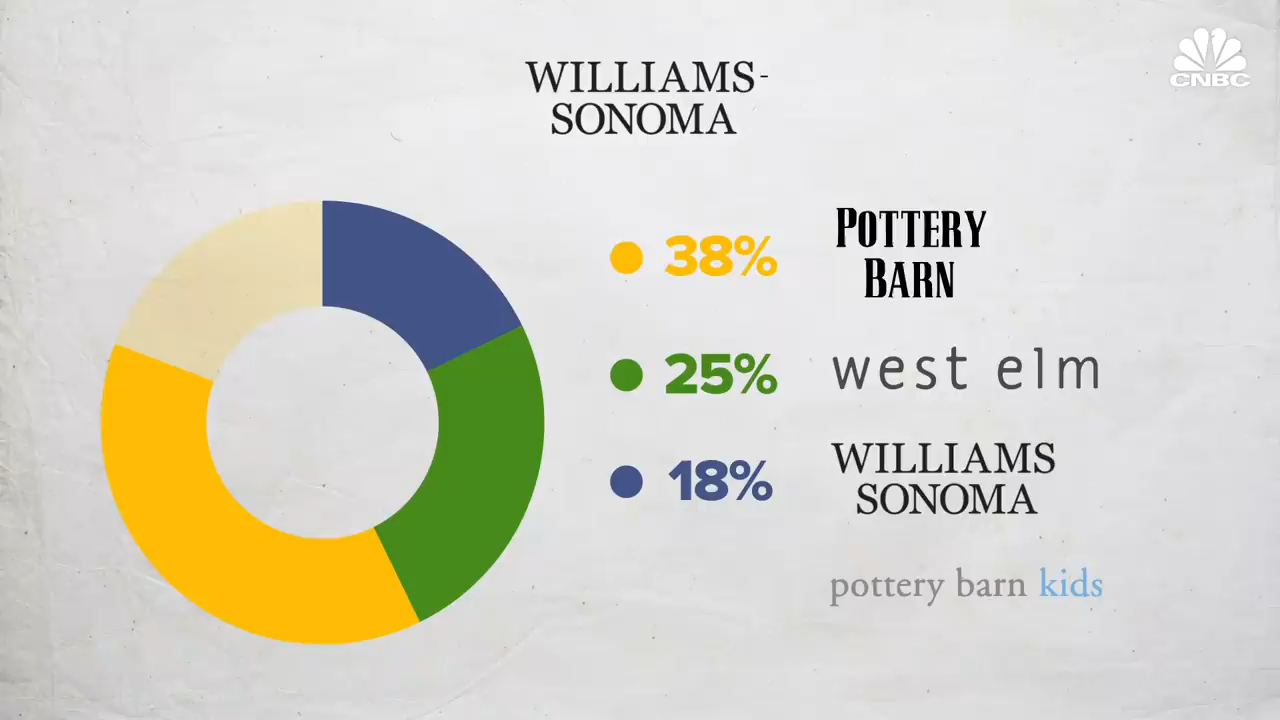 CNBC
WILLIAMS-
SONOMA
38%
POTTERY
BARN
25%
west elm
18%
WILLIAMS
SONOMA
pottery barn kids